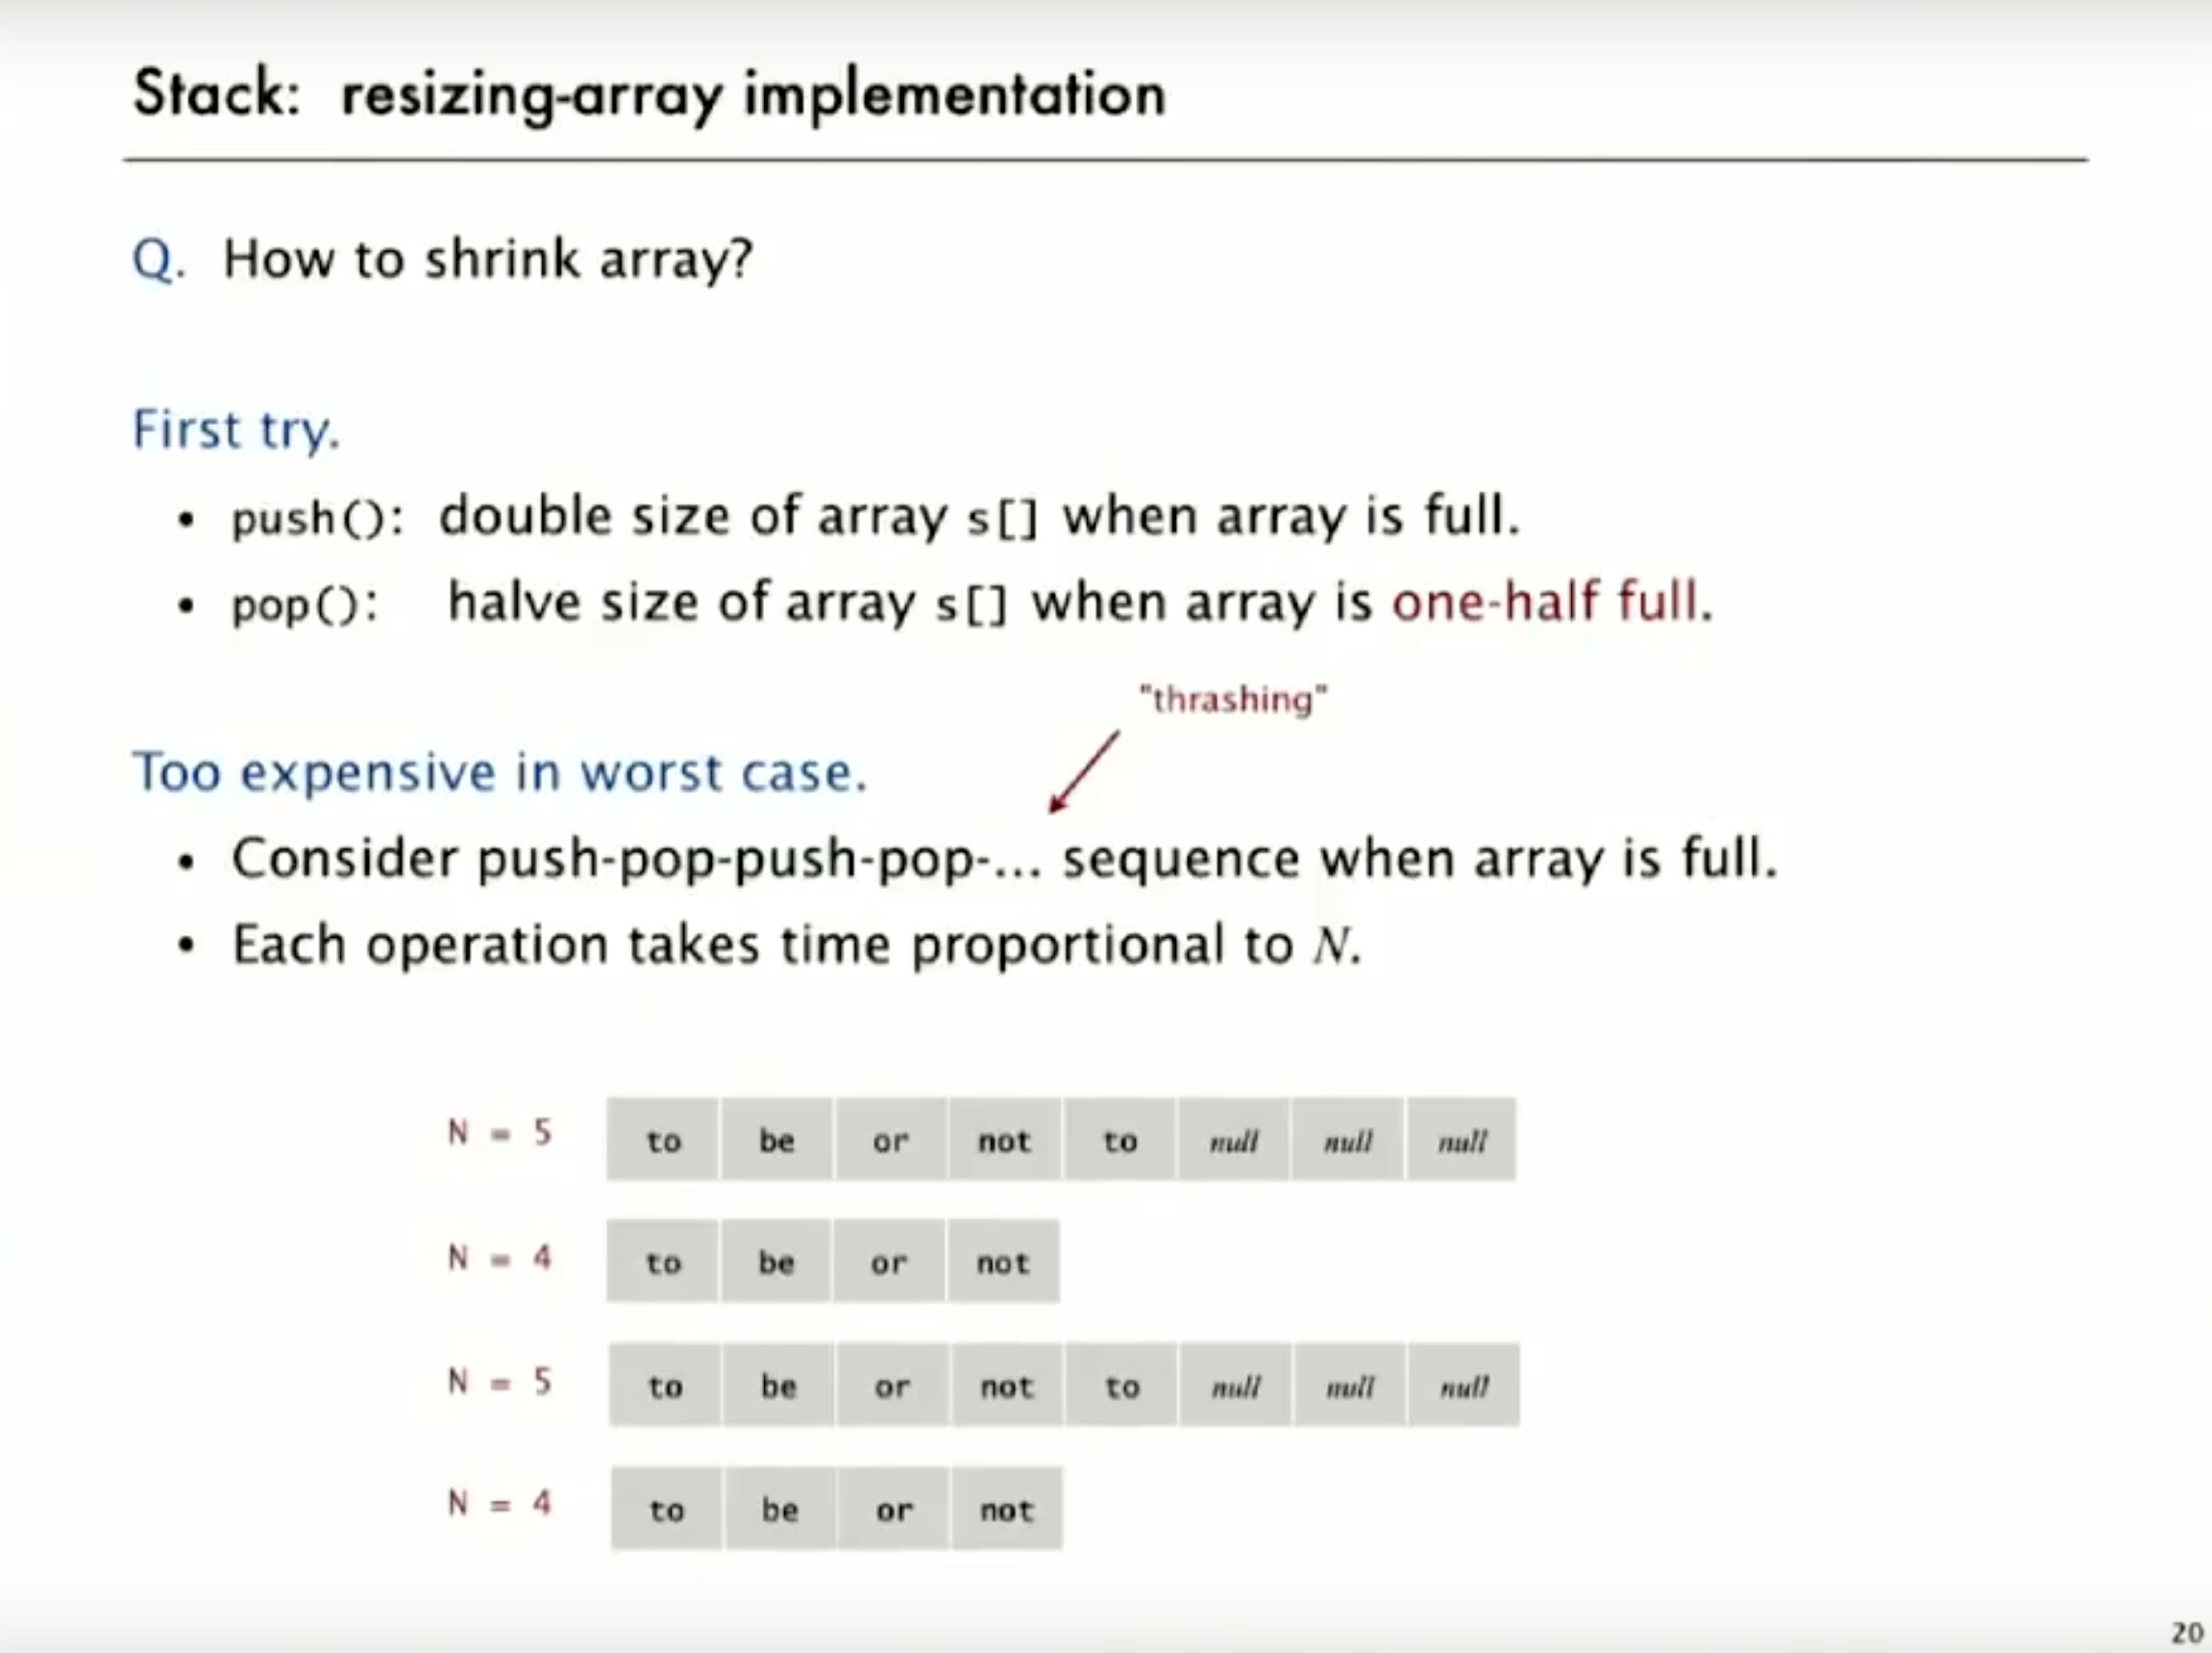 Stack: resizing-array implementation
Q. How to shrink array?
First try.
• push(): double size of array s[] when array is full.
• pop(): halve size of array s[] when array is one-half full.
"thrashing"
Too expensive in worst case.
• Consider push-pop-push-pop-... sequence when array is full.
• Each operation takes time proportional to N.
N = 5 to be or not to null null null
N = 4 to be or not
N = 5 to be or not to null null null
N = 4 to be or not
20